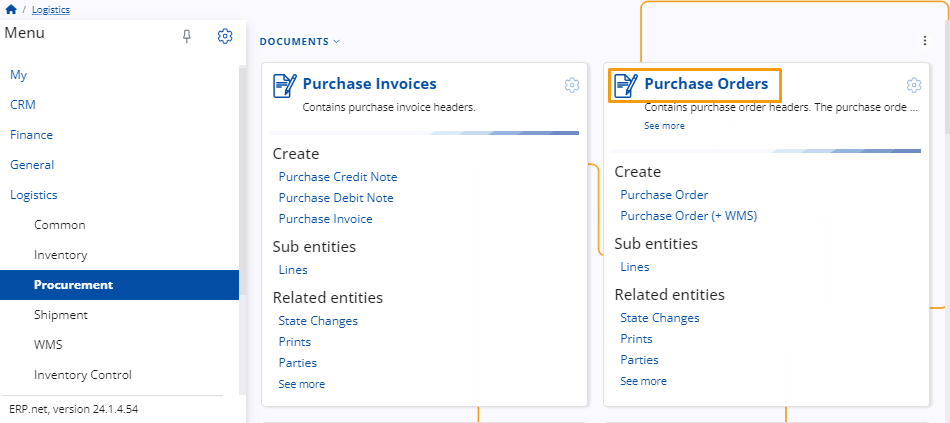 / Logistics
Menu
My
CRM
Finance
General
Logistics
Common
Inventory
Procurement
Shipment
WMS
Inventory Control
ERP.net, version 24.1.4.54
DOCUMENTS
Purchase Invoices
Contains purchase invoice headers.
Create
Purchase Credit Note
Purchase Debit Note
Purchase Invoice
Sub entities
Lines
Related entities
State Changes
Prints
Parties
See more
Purchase Orders
Contains purchase order headers. The purchase orde ...
See more
Create
Purchase Order
Purchase Order (+ WMS)
Sub entities
Lines
Related entities
State Changes
Prints
Parties
See more